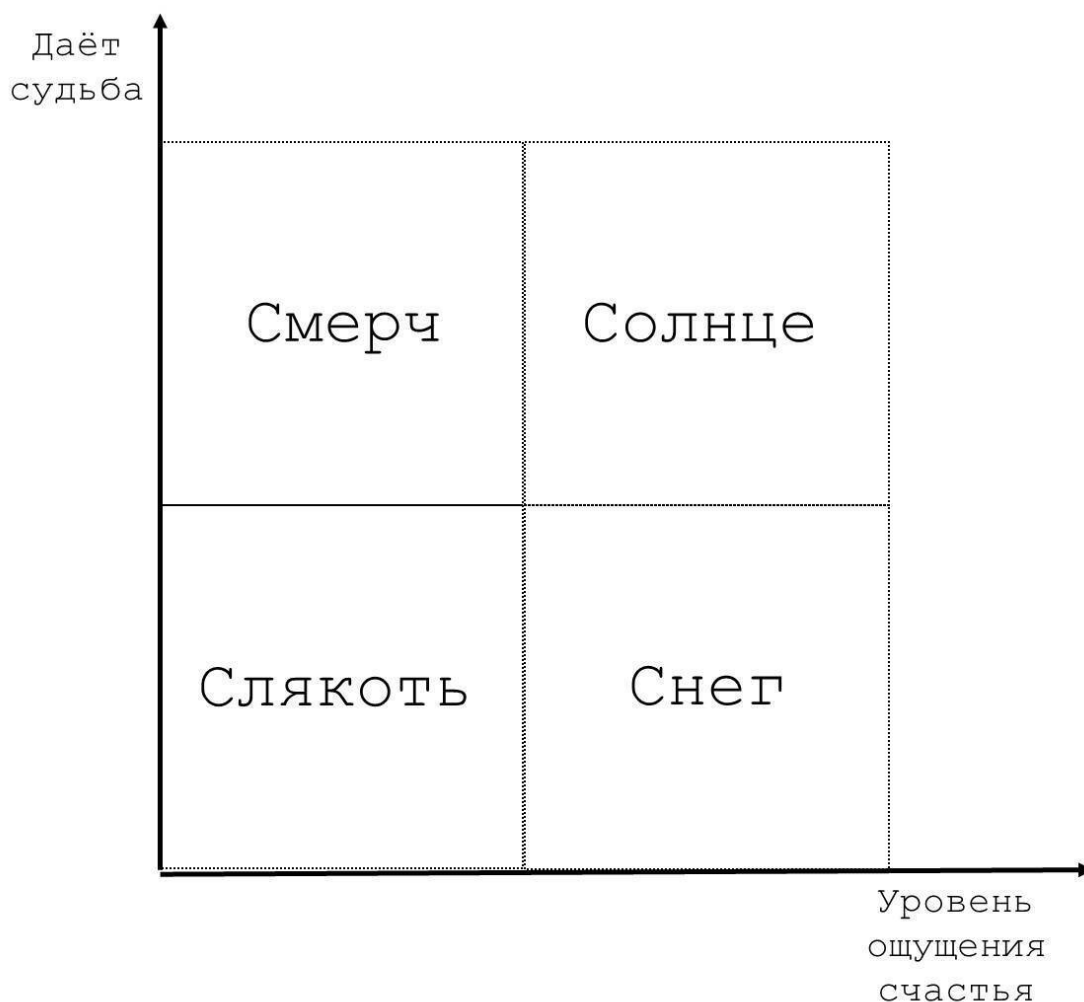 Даёт
судьба
Смерч Солнце
Слякоть Снег
Уровень
ощущения
счастья